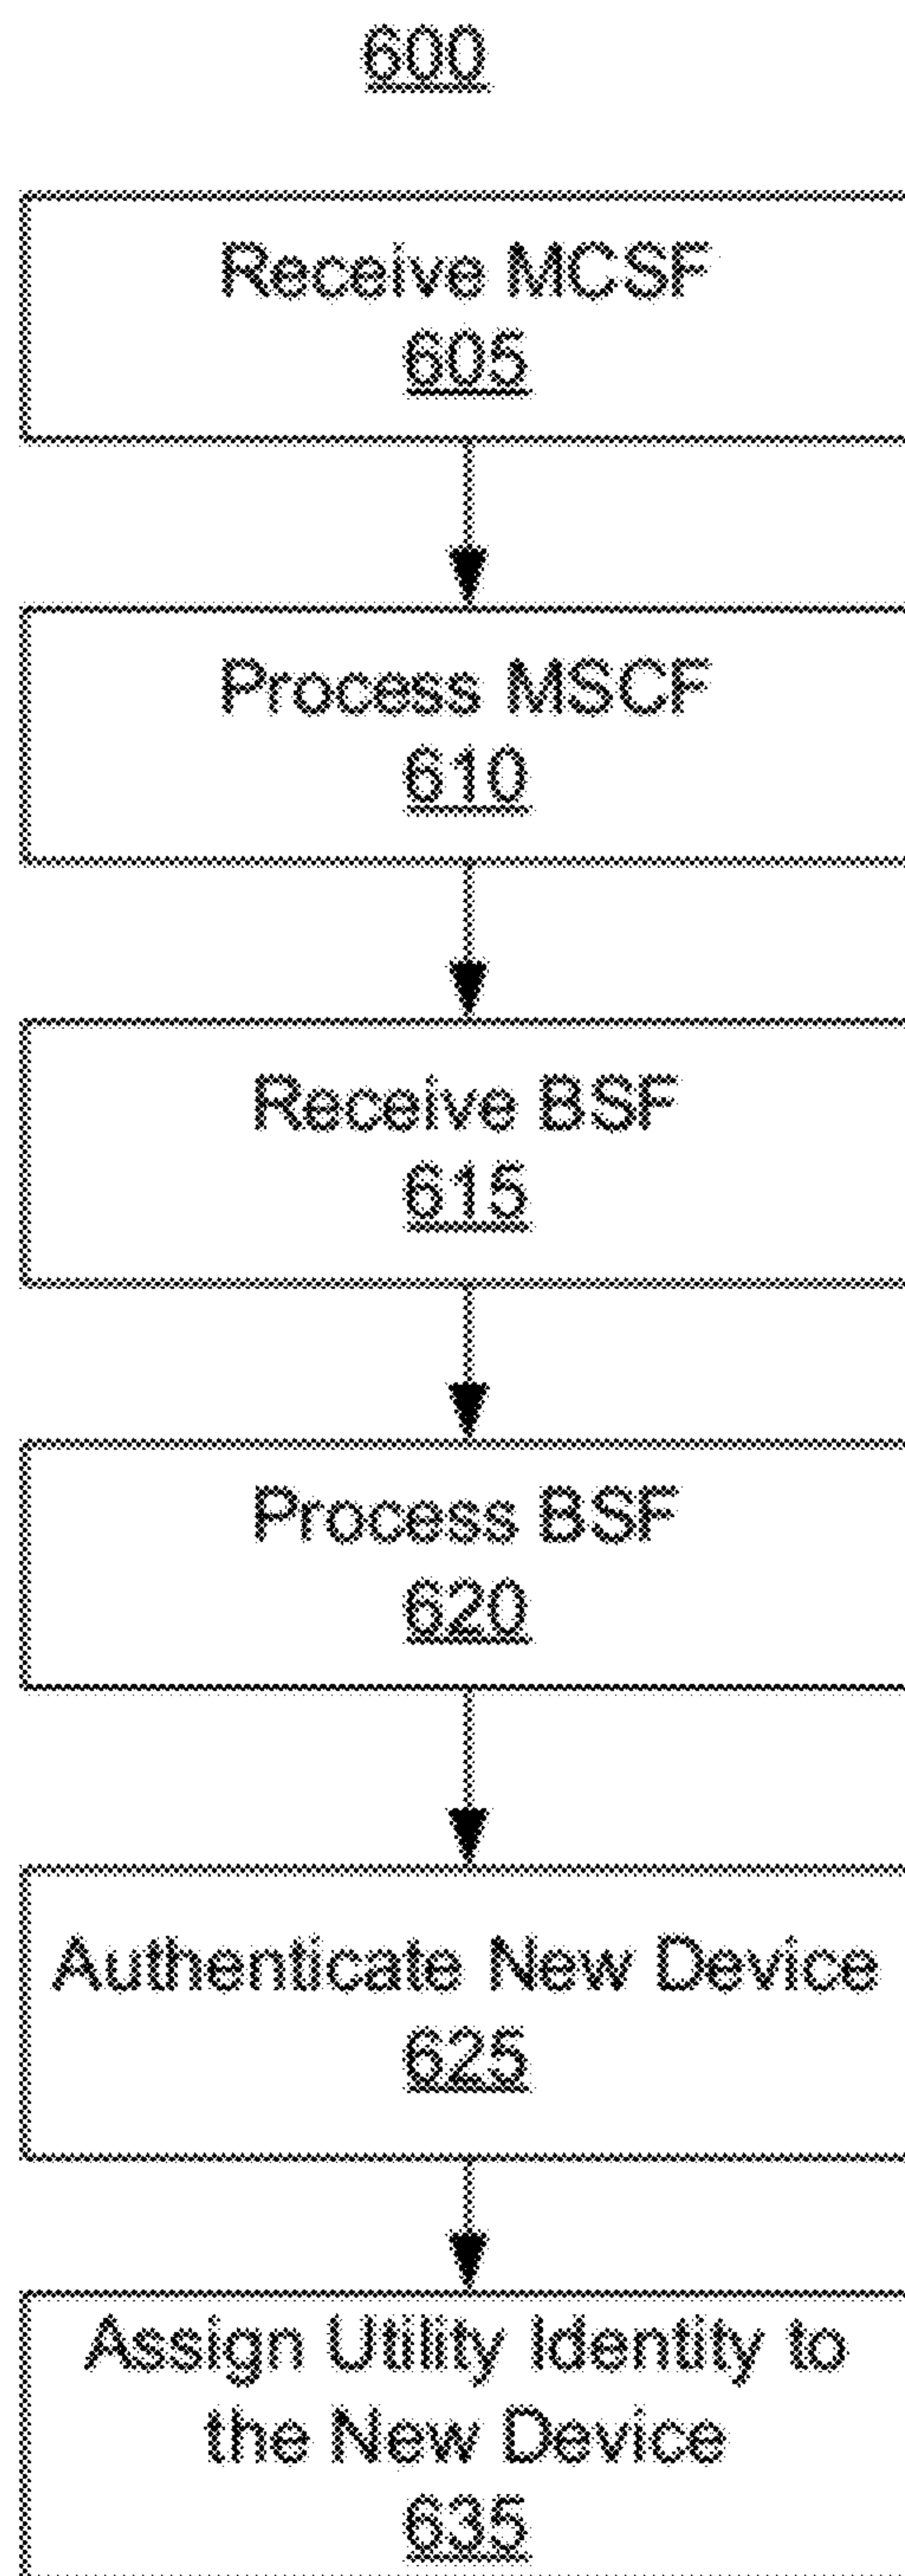 600
Receive MCSF
605
Process MSCF
610
Receive BSF
615
Process BSF
620
Authenticate New Device
625
Assign Utility Identity to
the New Device
635